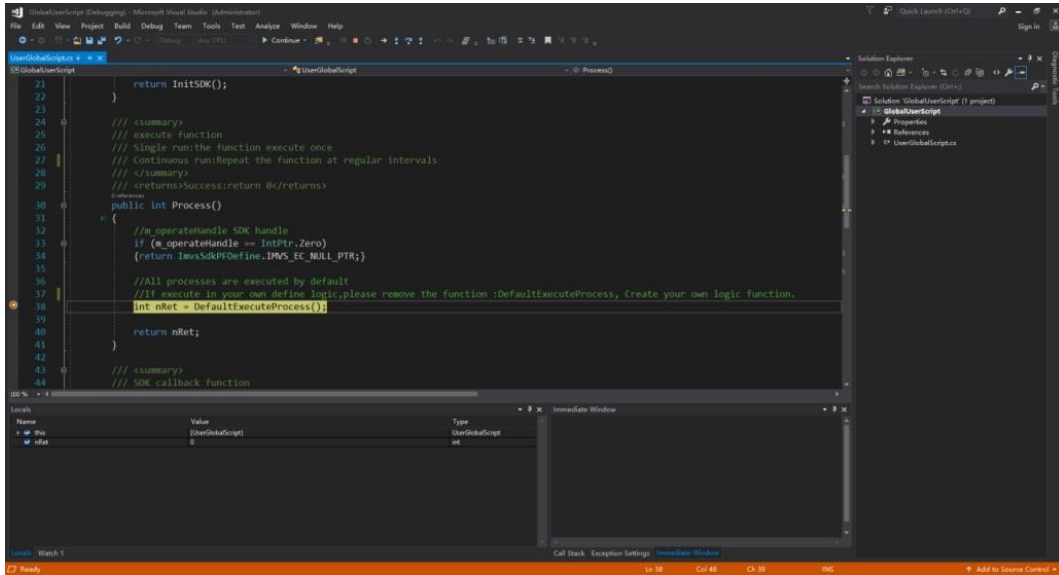 GlobalUserScript (Debugging) - Microsoft Visual Studio (Administrator)
Quick Launch (Ctrl+Q)
File Edit View Project Build Debug Team Tools Test Analyze Window Help
Sign in
Debug Any CPU Continue
UserGlobalScript.cs
GlobalUserScript UserGlobalScript Process()
21 return InitSDK();
22 }
23
24 /// <summary>
25 /// execute function
26 /// Single run:the function execute once
27 /// Continuous run:Repeat the function at regular intervals
28 /// </summary>
29 /// <returns>Success:return 0</returns>
0 references
30 public int Process()
31 {
32 //m_operateHandle SDK handle
33 if (m_operateHandle == IntPtr.Zero)
34 {return ImvsSdkPFDefine.IMVS_EC_NULL_PTR;}
35
36 //All processes are executed by default
37 //If execute in your own define logic,please remove the function :DefaultExecuteProcess, Create your own logic function.
38 int nRet = DefaultExecuteProcess();
39
40 return nRet;
41 }
42
43 /// <summary>
44 /// SDK callback function
100 %
Solution Explorer
Search Solution Explorer (Ctrl+;)
Solution 'GlobalUserScript' (1 project)
GlobalUserScript
Properties
References
C# UserGlobalScript.cs
Diagnostic Tools
Locals
Name Value Type
this {UserGlobalScript} UserGlobalScript
nRet 0 int
Immediate Window
Locals Watch 1
Call Stack Exception Settings Immediate Window
Ready Ln 38 Col 48 Ch 39 INS Add to Source Control